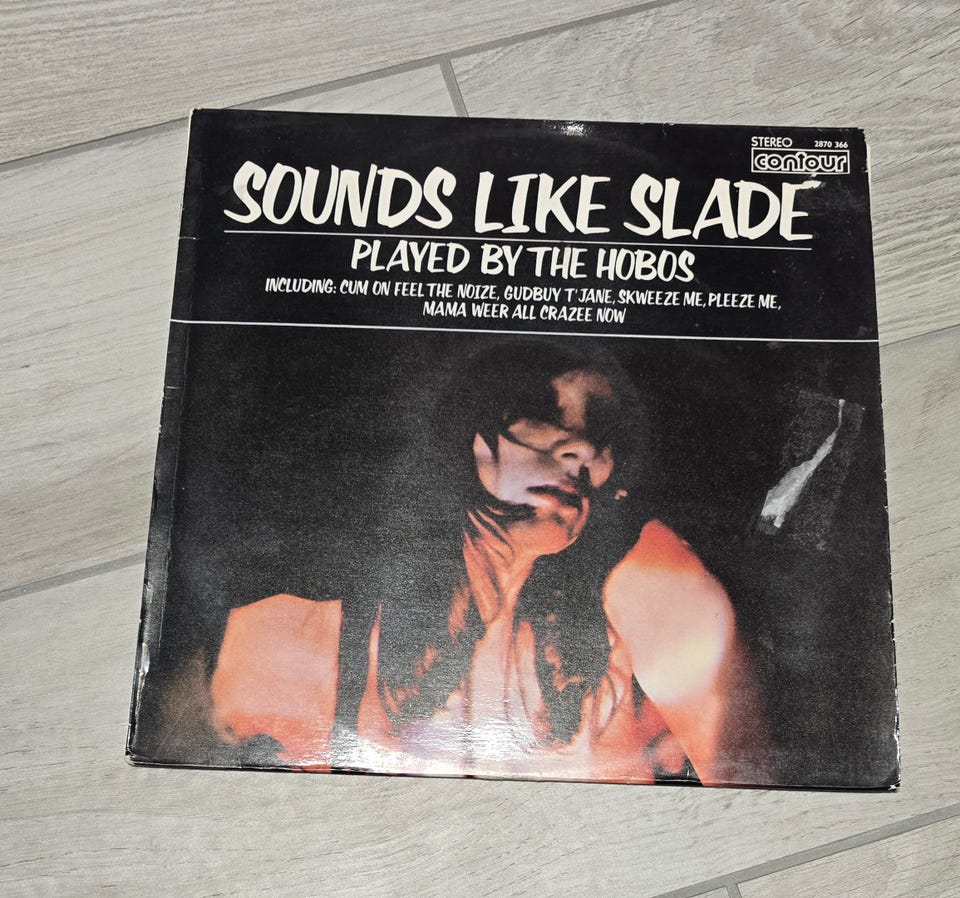 STEREO 2870 366
contour
SOUNDS LIKE SLADE
PLAYED BY THE HOBOS
INCLUDING: CUM ON FEEL THE NOIZE, GUDBUY T'JANE, SKWEEZE ME, PLEEZE ME,
MAMA WEER ALL CRAZEE NOW